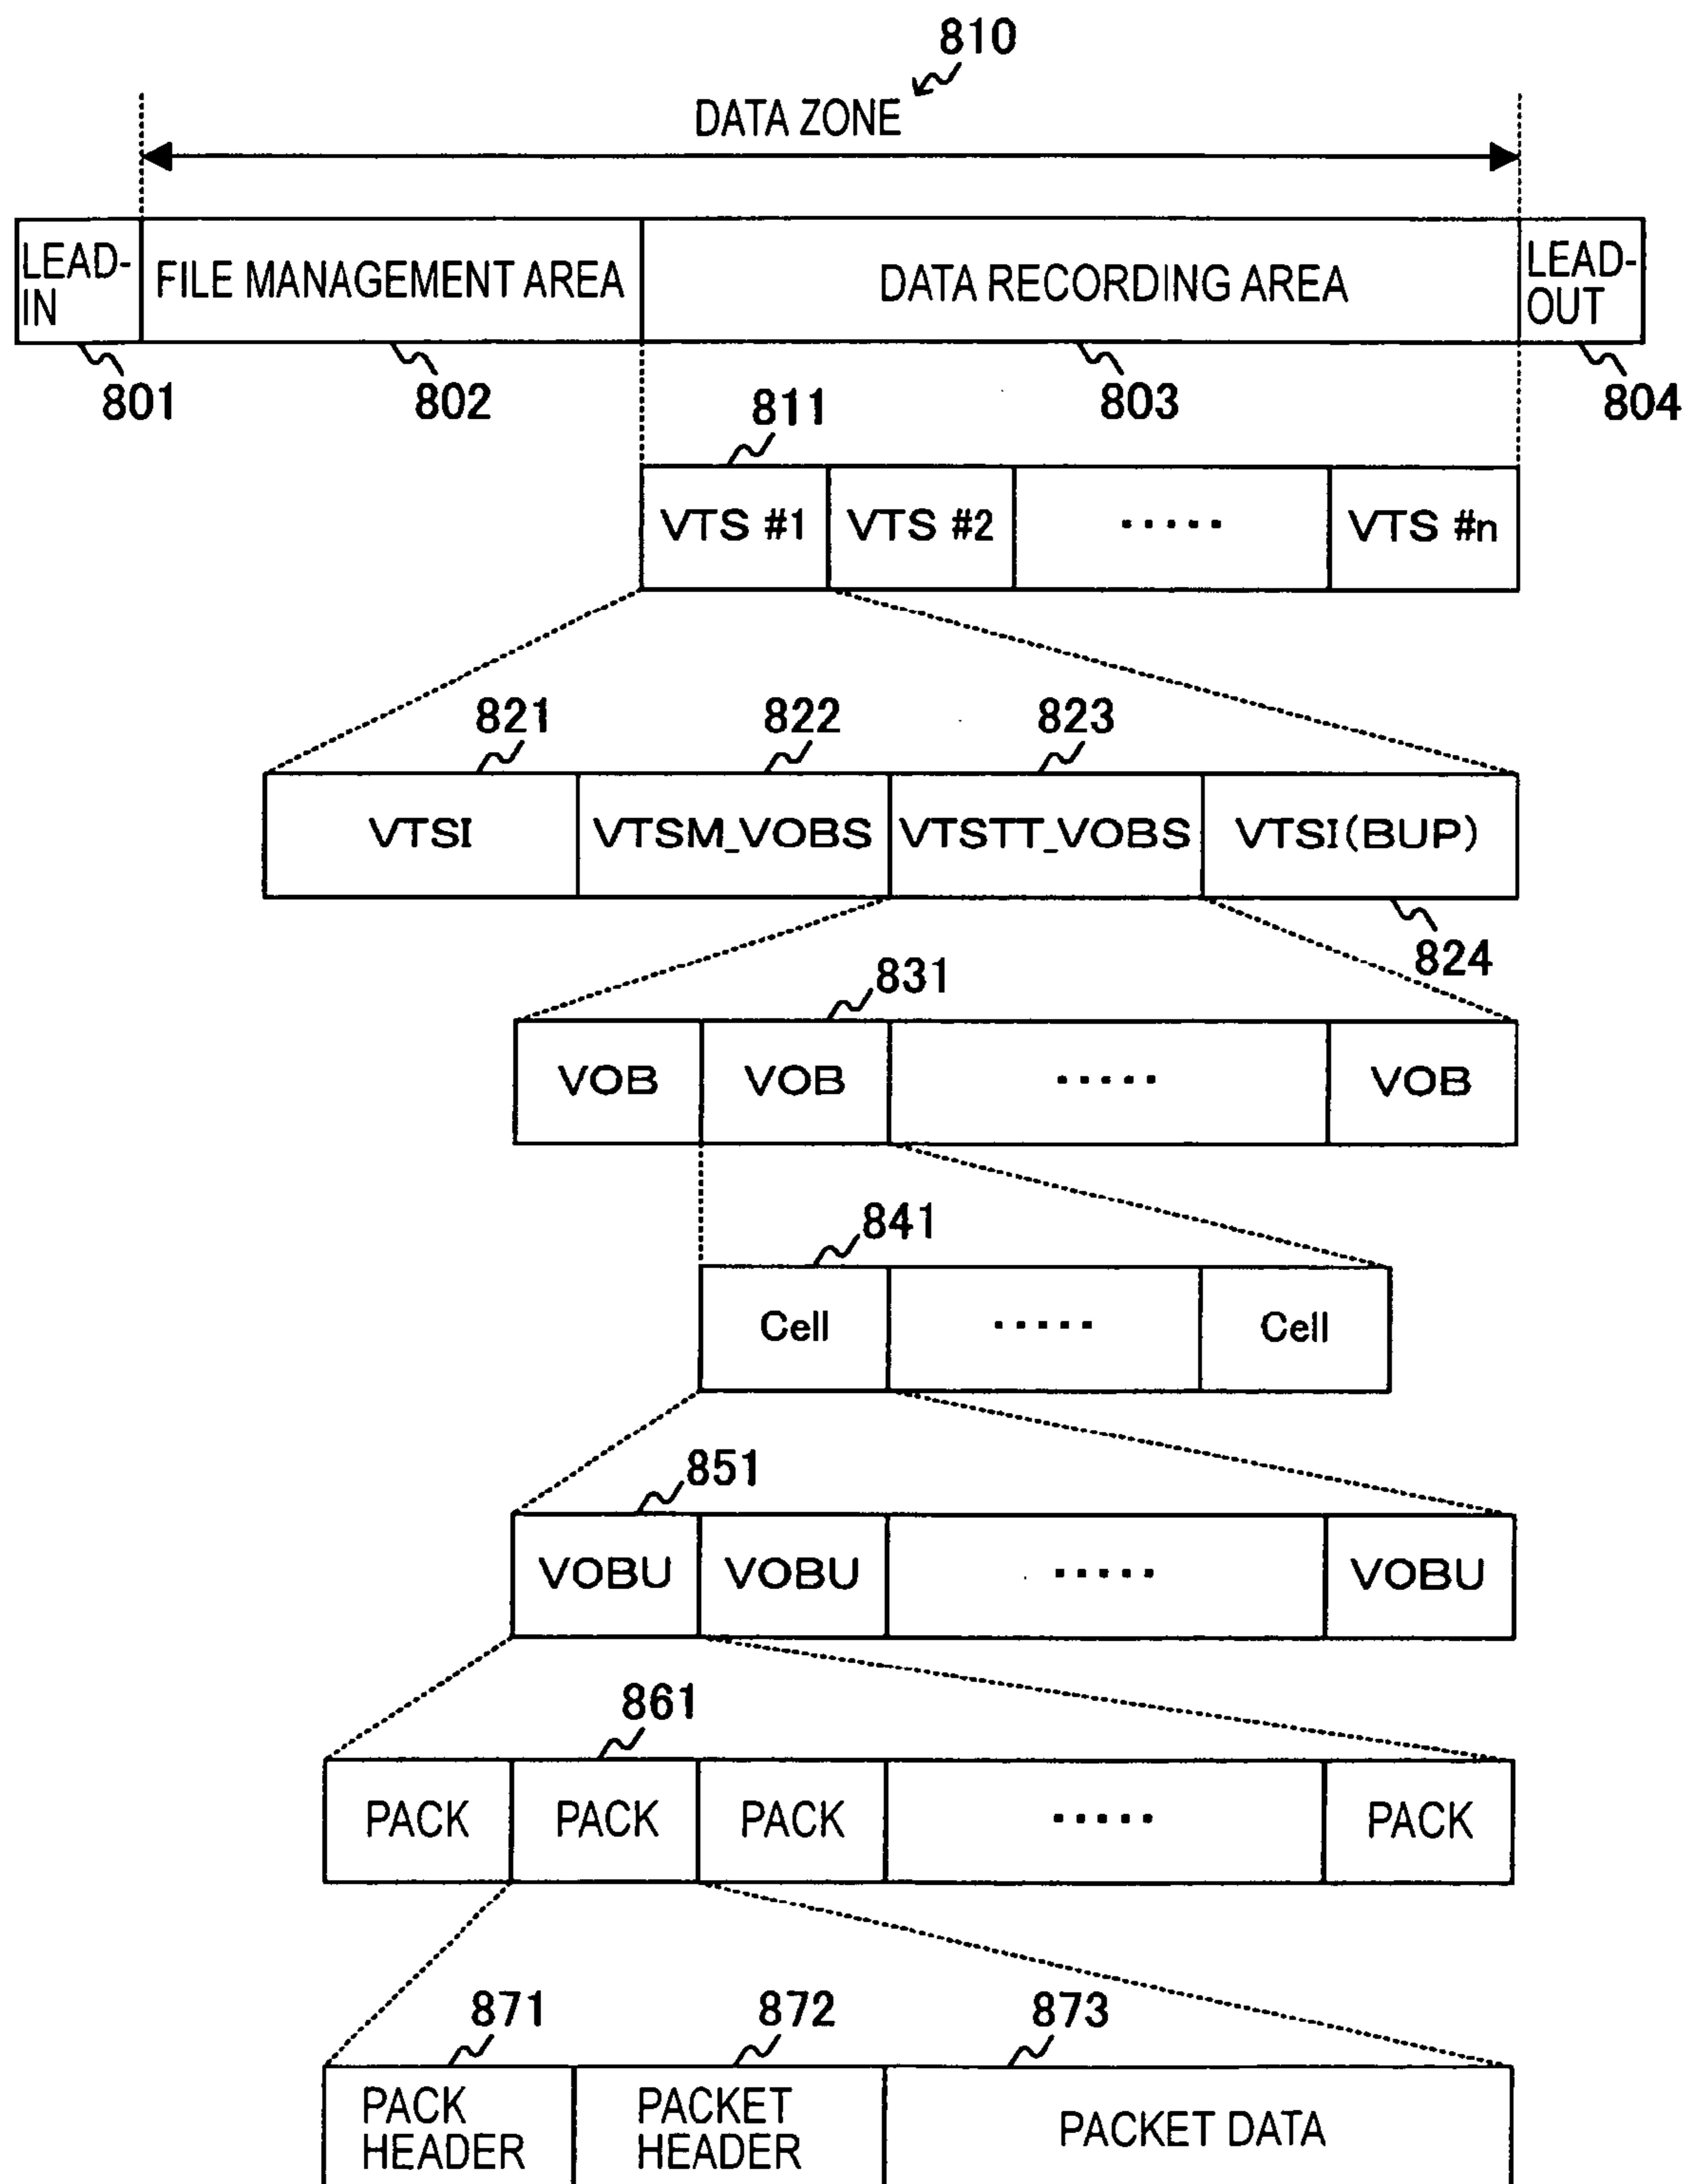 810
DATA ZONE
LEAD-
IN
FILE MANAGEMENT AREA
DATA RECORDING AREA
LEAD-
OUT
801
802
803
804
811
VTS #1
VTS #2
·····
VTS #n
821
822
823
VTSI
VTSM_VOBS
VTSTT_VOBS
VTSI(BUP)
824
831
VOB
VOB
·····
VOB
841
Cell
·····
Cell
851
VOBU
VOBU
·····
VOBU
861
PACK
PACK
PACK
·····
PACK
871
872
873
PACK
HEADER
PACKET
HEADER
PACKET DATA